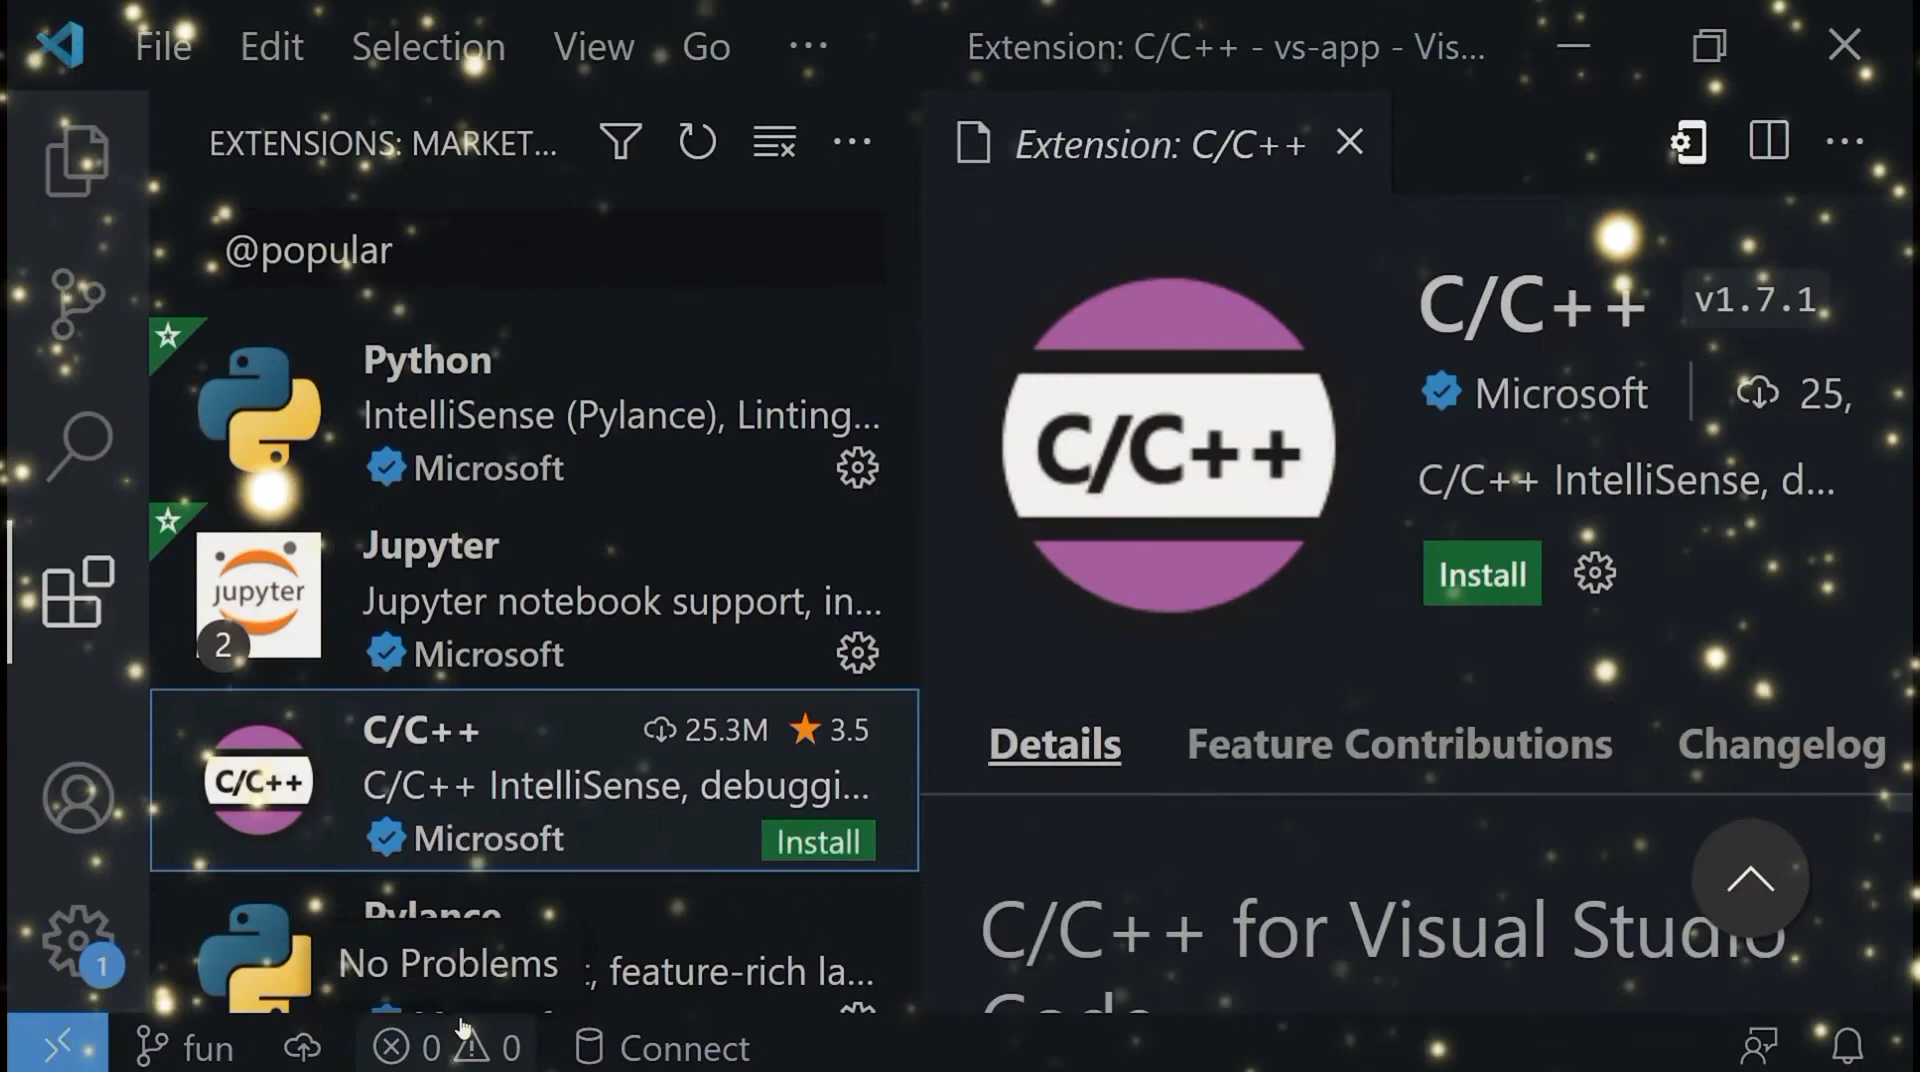 File Edit Selection View Go ...
Extension: C/C++ - vs-app - Vis...
EXTENSIONS: MARKET...
Extension: C/C++
@popular
Python
IntelliSense (Pylance), Linting...
Microsoft
jupyter
2
Jupyter
Jupyter notebook support, in...
Microsoft
C/C++
C/C++ 25.3M 3.5
C/C++ IntelliSense, debuggi...
Microsoft Install
Pylance
No Problems
, feature-rich la...
1
C/C++
C/C++ v1.7.1
Microsoft 25,
C/C++ IntelliSense, d...
Install
Details Feature Contributions Changelog
C/C++ for Visual Studio
Code
fun 0 0 Connect